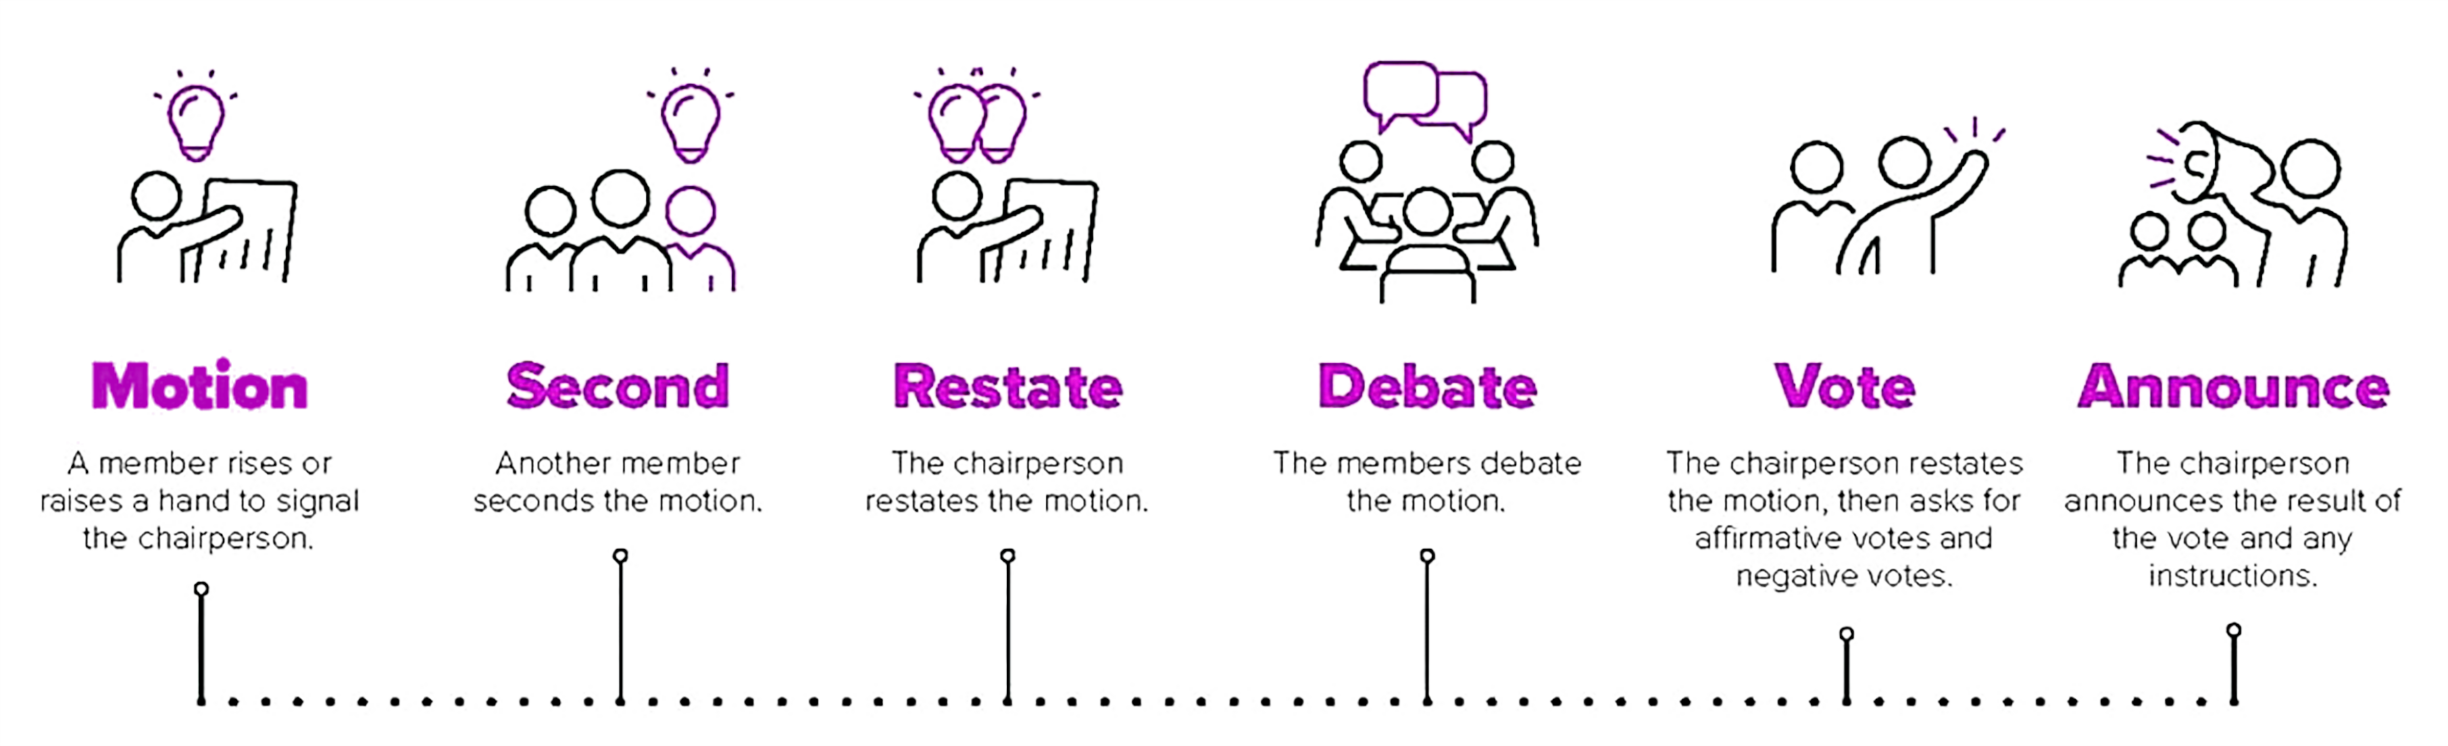 Motion
A member rises or
raises a hand to signal
the chairperson.
Second
Another member
seconds the motion.
Restate
The chairperson
restates the motion.
Debate
The members debate
the motion.
Vote
The chairperson restates
the motion, then asks for
affirmative votes and
negative votes.
Announce
The chairperson
announces the result of
the vote and any
instructions.